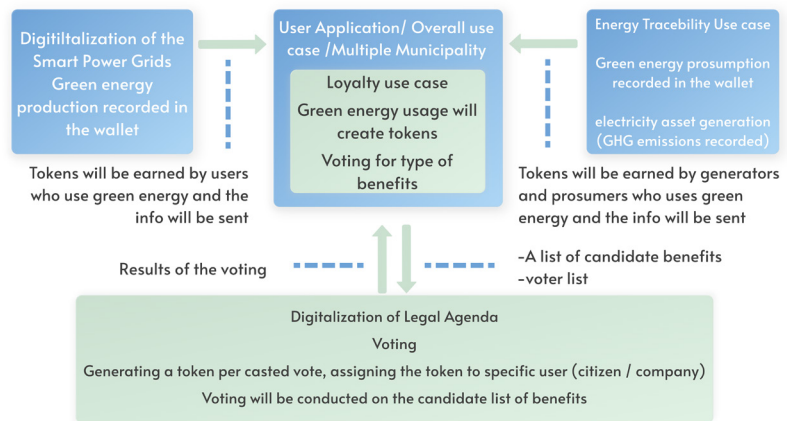 Digitiltalization of the
Smart Power Grids
Green energy
production recorded in
the wallet
User Application/ Overall use
case /Multiple Municipality
Loyalty use case
Green energy usage will
create tokens
Voting for type of
benefits
Energy Tracebility Use case
Green energy prosumption
recorded in the wallet
electricity asset generation
(GHG emissions recorded)
Tokens will be earned by users
who use green energy and the
info will be sent
Tokens will be earned by generators
and prosumers who uses green
energy and the info will be sent
Results of the voting
-A list of candidate benefits
-voter list
Digitalization of Legal Agenda
Voting
Generating a token per casted vote, assigning the token to specific user (citizen / company)
Voting will be conducted on the candidate list of benefits